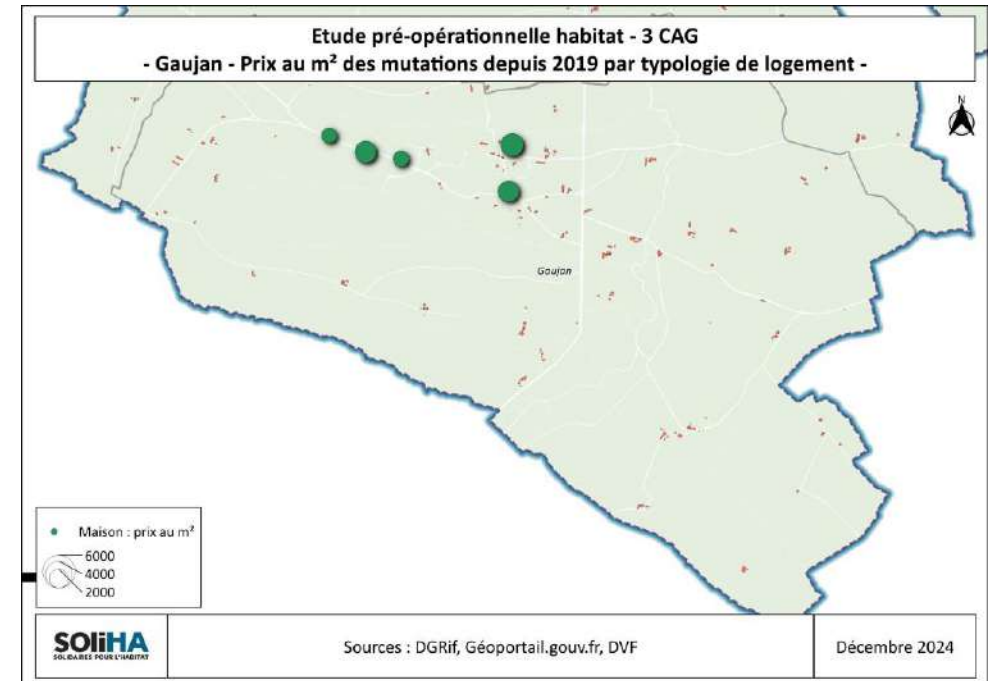 Etude pré-opérationnelle habitat - 3 CAG
- Gaujan - Prix au m² des mutations depuis 2019 par typologie de logement -
N
Gaujan
Maison : prix au m²
6000
4000
2000
SOLiHA
SOLIDAIRES POUR L'HABITAT
Sources : DGRif, Géoportail.gouv.fr, DVF
Décembre 2024